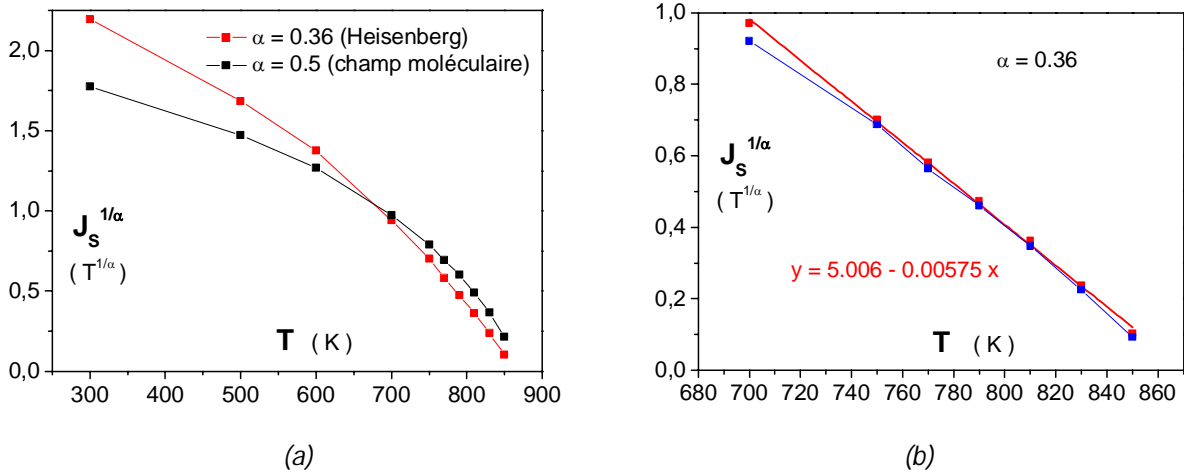 2,0
1,5
1,0
0,5
0,0
α = 0.36 (Heisenberg)
α = 0.5 (champ moléculaire)
J_S^{1/α}
( T^{1/α} )
T ( K )
300 400 500 600 700 800 900
(a)
1,0
0,8
0,6
0,4
0,2
0,0
α = 0.36
J_S^{1/α}
( T^{1/α} )
y = 5.006 - 0.00575 x
T ( K )
680 700 720 740 760 780 800 820 840 860
(b)